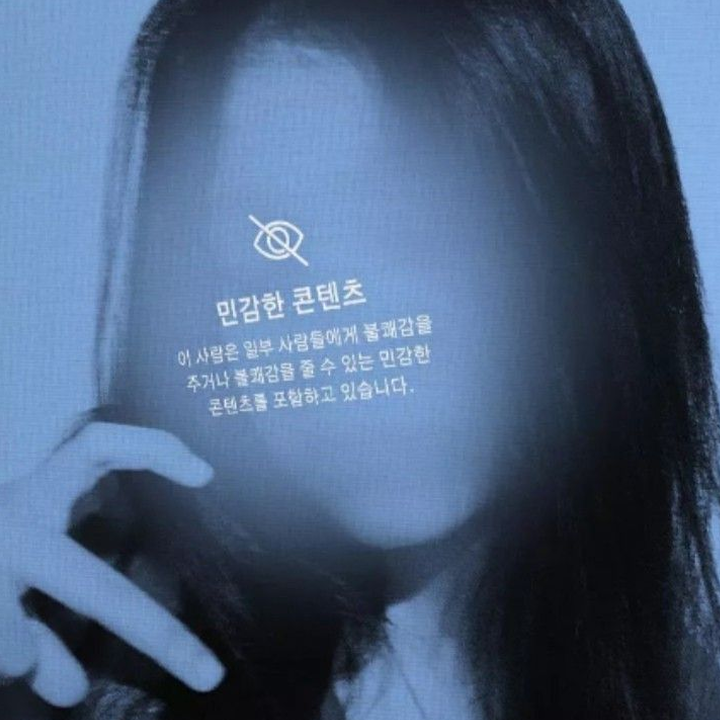 민감한 콘텐츠
이 사람은 일부 사람들에게 불쾌감을
주거나 불쾌감을 줄 수 있는 민감한
콘텐츠를 포함하고 있습니다.